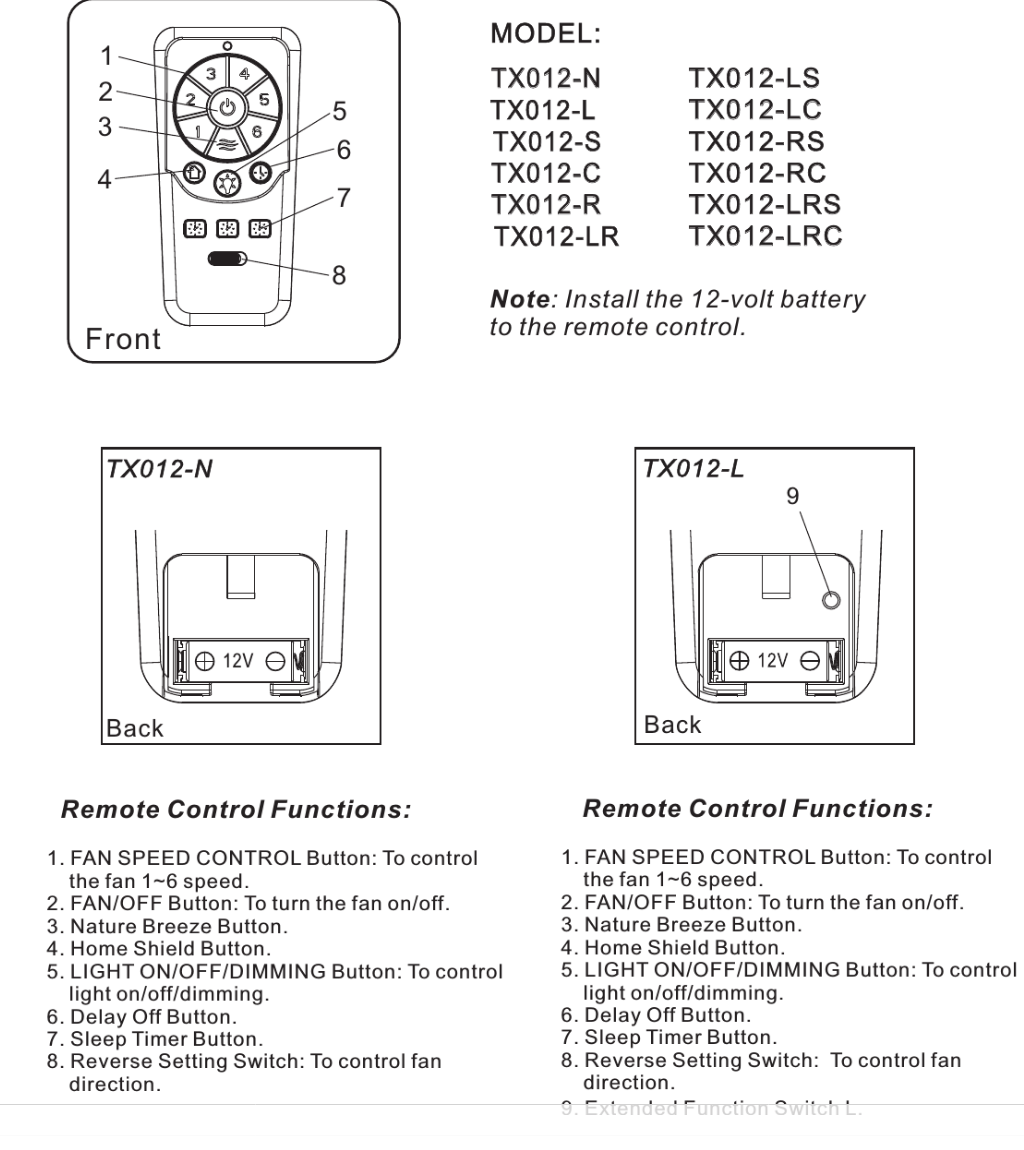 1
2
3
4
5
6
7
8
3 4
2 5
1 6
Front
MODEL:
TX012-N
TX012-L
TX012-S
TX012-C
TX012-R
TX012-LR
TX012-LS
TX012-LC
TX012-RS
TX012-RC
TX012-LRS
TX012-LRC
Note: Install the 12-volt battery
to the remote control.
TX012-N
12V
Back
TX012-L
9
12V
Back
Remote Control Functions:
1. FAN SPEED CONTROL Button: To control
the fan 1~6 speed.
2. FAN/OFF Button: To turn the fan on/off.
3. Nature Breeze Button.
4. Home Shield Button.
5. LIGHT ON/OFF/DIMMING Button: To control
light on/off/dimming.
6. Delay Off Button.
7. Sleep Timer Button.
8. Reverse Setting Switch: To control fan
direction.
Remote Control Functions:
1. FAN SPEED CONTROL Button: To control
the fan 1~6 speed.
2. FAN/OFF Button: To turn the fan on/off.
3. Nature Breeze Button.
4. Home Shield Button.
5. LIGHT ON/OFF/DIMMING Button: To control
light on/off/dimming.
6. Delay Off Button.
7. Sleep Timer Button.
8. Reverse Setting Switch:  To control fan
direction.
9. Extended Function Switch L.